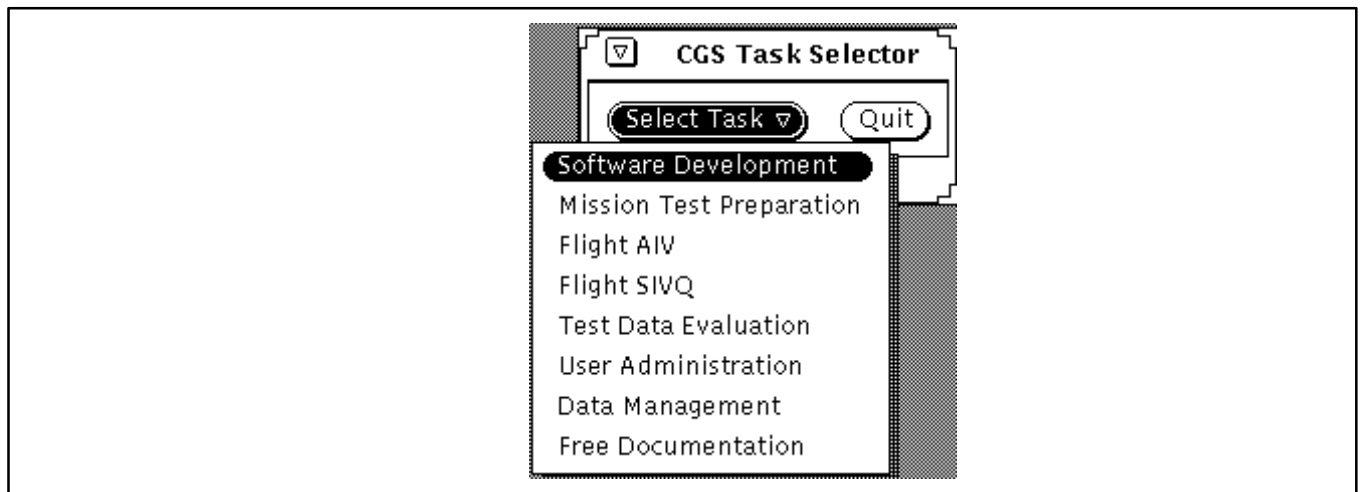 CGS Task Selector
Select Task Quit
Software Development
Mission Test Preparation
Flight AIV
Flight SIVQ
Test Data Evaluation
User Administration
Data Management
Free Documentation